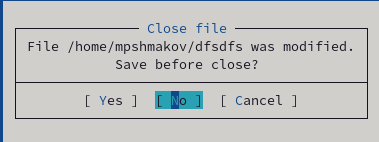 Close file
File /home/mpshmakov/dfsdfs was modified.
Save before close?
[ Yes ] [ No ] [ Cancel ]